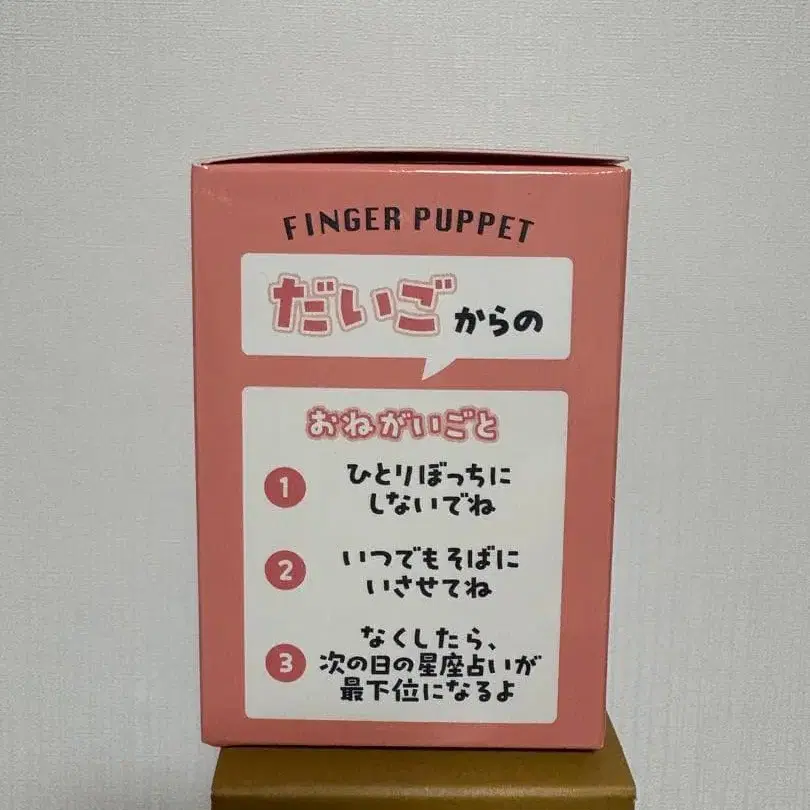 FINGER PUPPET
だいごからの
おねがいごと
1 ひとりぼっちに
しないでね
2 いつでもそばに
いさせてね
3 なくしたら、
次の日の星座占いが
最下位になるよ